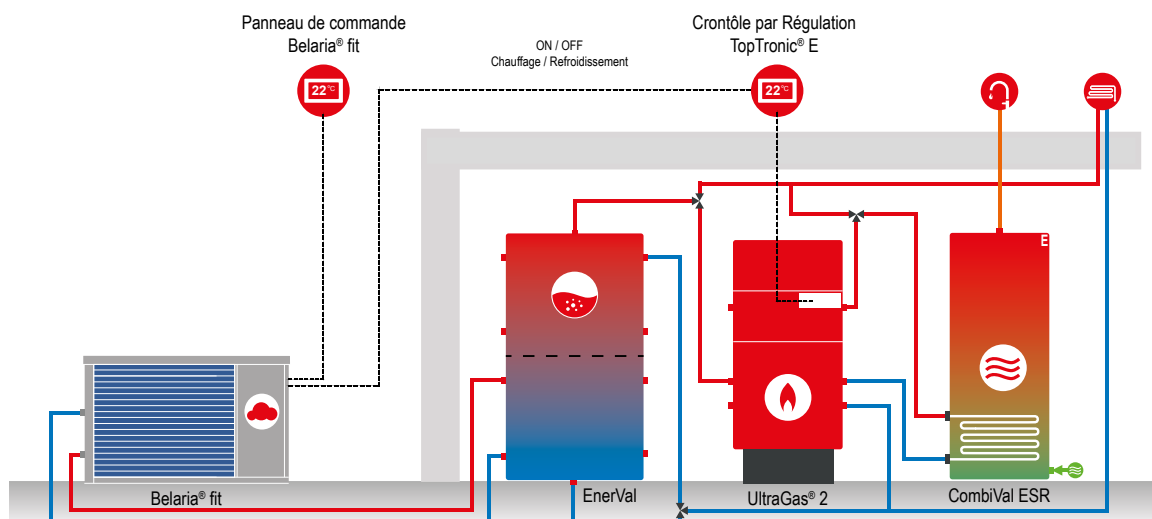 Panneau de commande
Belaria® fit
ON / OFF
Chauffage / Refroidissement
Crontôle par Régulation
TopTronic® E
22°C
22°C
E
Belaria® fit
EnerVal
UltraGas® 2
CombiVal ESR